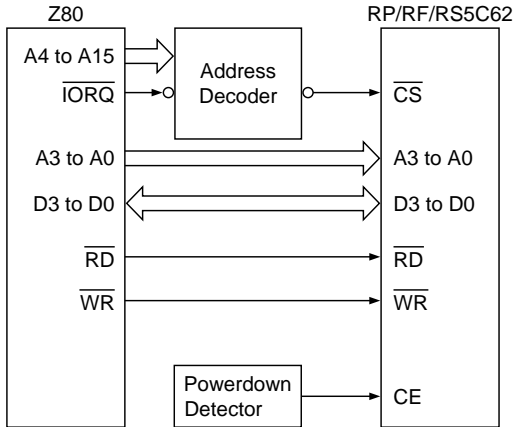 Z80 RP/RF/RS5C62
A4 to A15
Address
Decoder
IORQ CS
A3 to A0 A3 to A0
D3 to D0 D3 to D0
RD RD
WR WR
Powerdown
Detector
CE